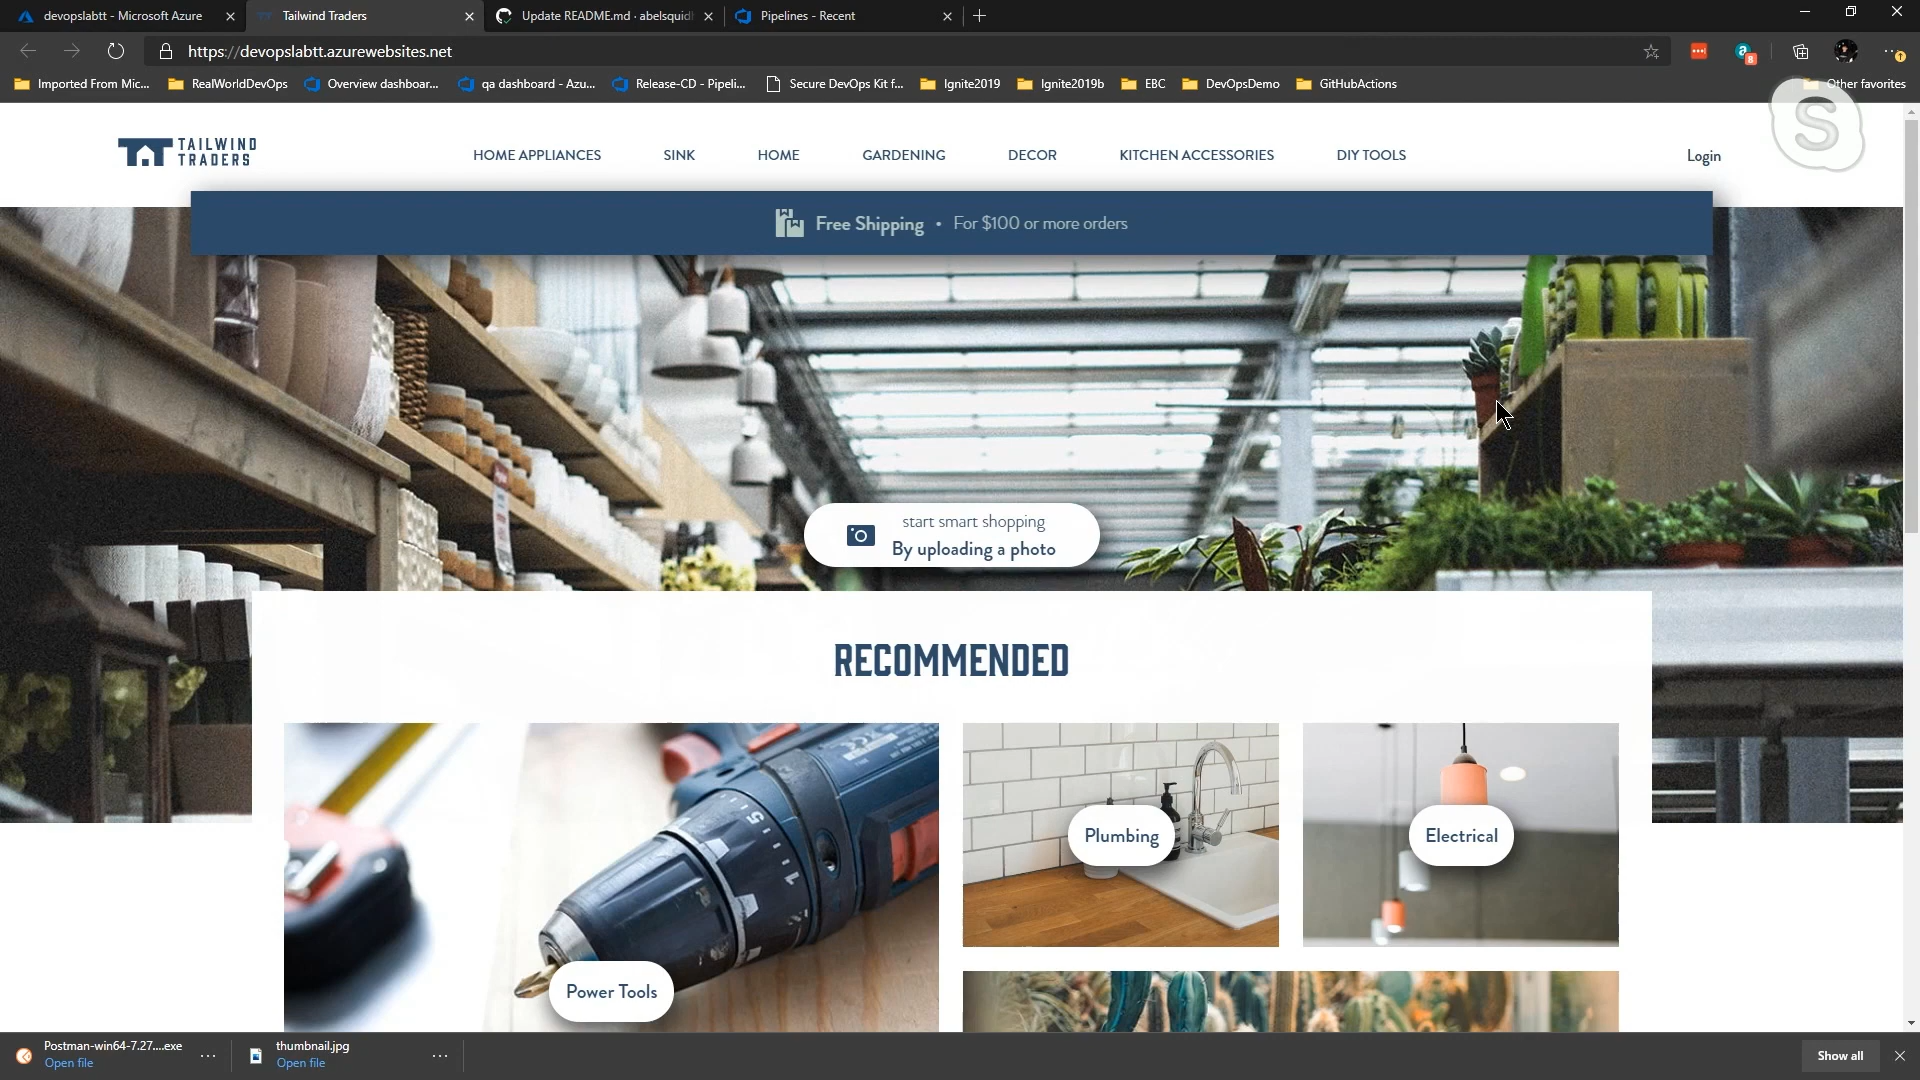 devopslabtt - Microsoft Azure
Tailwind Traders
Update README.md · abelsquid
Pipelines - Recent
https://devopslabtt.azurewebsites.net
a
8
Imported From Mic...
RealWorldDevOps
Overview dashboar...
qa dashboard - Azu...
Release-CD - Pipeli...
Secure DevOps Kit f...
Ignite2019
Ignite2019b
EBC
DevOpsDemo
GitHubActions
Other favorites
S
TAILWIND
TRADERS
HOME APPLIANCES
SINK
HOME
GARDENING
DECOR
KITCHEN ACCESSORIES
DIY TOOLS
Login
Free Shipping • For $100 or more orders
start smart shopping
By uploading a photo
RECOMMENDED
Plumbing
Electrical
Power Tools
Postman-win64-7.27....exe
Open file
thumbnail.jpg
Open file
Show all